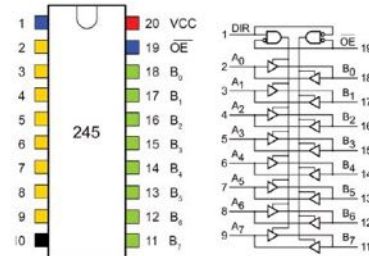 1 20 VCC
2 19 OE
3 18 B0
4 17 B1
5 16 B2
6 15 B3
7 14 B4
8 13 B5
9 12 B6
10 11 B7
245
1 DIR OE 19
2 A0 B0 18
3 A1 B1 17
4 A2 B2 16
5 A3 B3 15
6 A4 B4 14
7 A5 B5 13
8 A6 B6 12
9 A7 B7 11